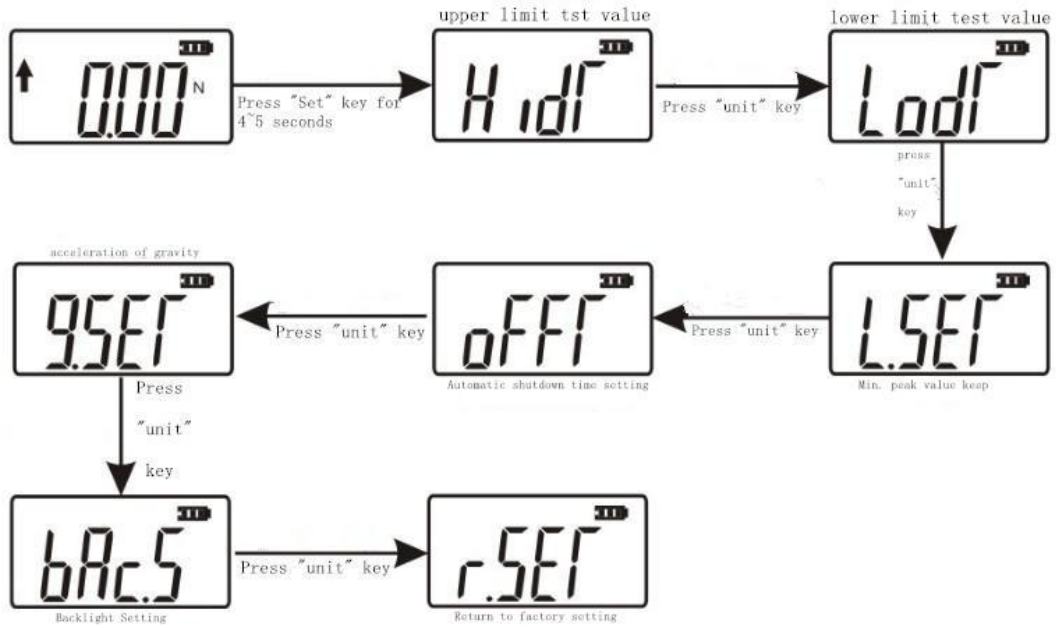 upper limit tst value
lower limit test value
0.00 N
Press "Set" key for
4~5 seconds
HidT
Press "unit" key
LodT
press
"unit"
key
acceleration of gravity
g.SET
Press "unit" key
oFFT
Press "unit" key
L.SET
Automatic shutdown time setting
Min. peak value keep
Press
"unit"
key
bAc.S
Press "unit" key
r.SET
Backlight Setting
Return to factory setting